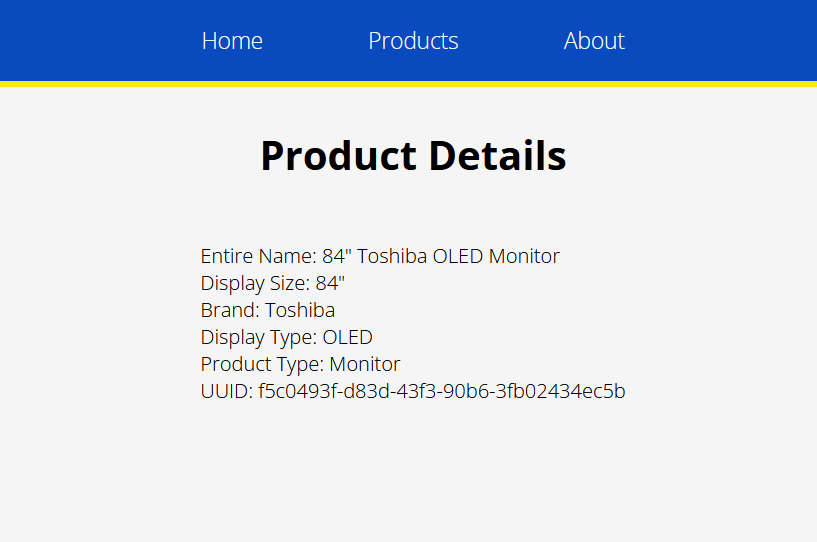 Home Products About
Product Details
Entire Name: 84" Toshiba OLED Monitor
Display Size: 84"
Brand: Toshiba
Display Type: OLED
Product Type: Monitor
UUID: f5c0493f-d83d-43f3-90b6-3fb02434ec5b